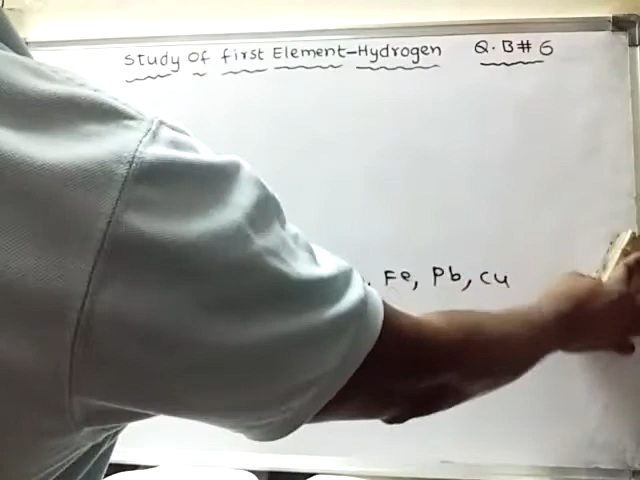 Study of first Element-Hydrogen Q.B# 6
Fe, Pb, Cu